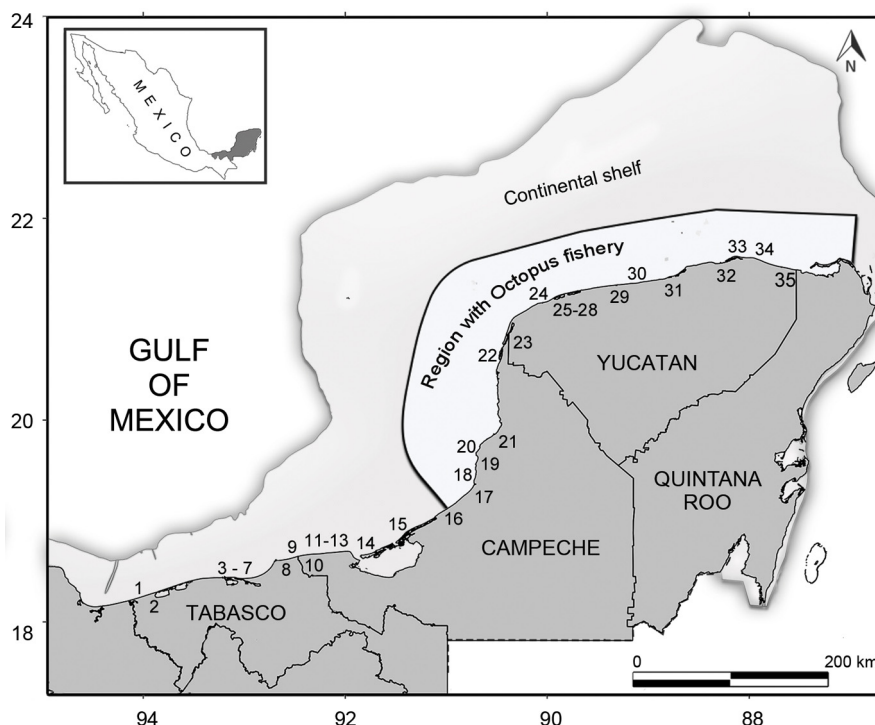 24
N
MEXICO
Continental shelf
22
Region with Octopus fishery
33 34
30
32
24
31
35
29
25-28
23
22
GULF
OF
MEXICO
YUCATAN
20
20
21
19
18
QUINTANA
ROO
17
16
15
11-13
14
9
CAMPECHE
10
8
3 - 7
1
2
TABASCO
18
0
200 km
94
92
90
88